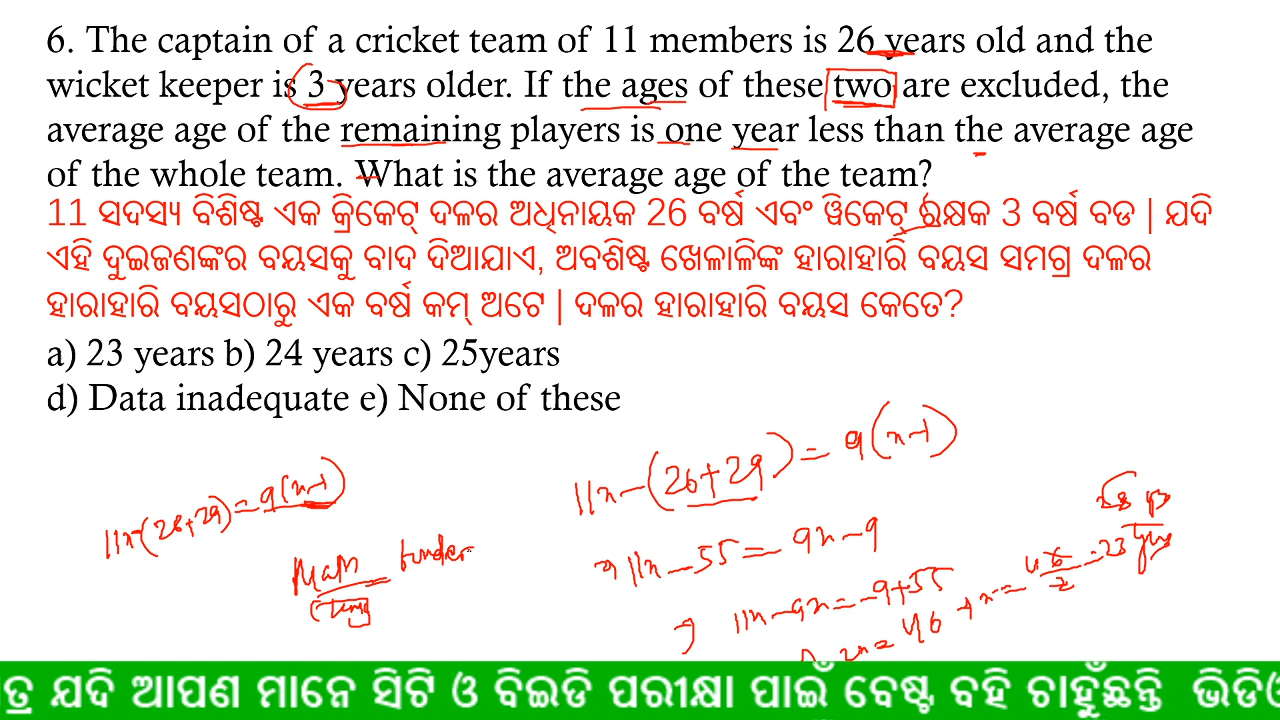 6. The captain of a cricket team of 11 members is 26 years old and the
wicket keeper is 3 years older. If the ages of these two are excluded, the
average age of the remaining players is one year less than the average age
of the whole team. What is the average age of the team?
11 ସଦସ୍ୟ ବିଶିଷ୍ଟ ଏକ କ୍ରିକେଟ୍ ଦଳର ଅଧିନାୟକ 26 ବର୍ଷ ଏବଂ ୱିକେଟ୍ ରକ୍ଷକ 3 ବର୍ଷ ବଡ | ଯଦି
ଏହି ଦୁଇଜଣଙ୍କର ବୟସକୁ ବାଦ ଦିଆଯାଏ, ଅବଶିଷ୍ଟ ଖେଳାଳିଙ୍କ ହାରାହାରି ବୟସ ସମଗ୍ର ଦଳର
ହାରାହାରି ବୟସଠାରୁ ଏକ ବର୍ଷ କମ୍ ଅଟେ | ଦଳର ହାରାହାରି ବୟସ କେତେ?
a) 23 years b) 24 years c) 25years
d) Data inadequate e) None of these
11x-(26+29)=9(x-1)
11x-(26+29)=9(x-1)
11x-55=9x-9
11x-9x=-9+55
2x=46
=23
ତ୍ର ଯଦି ଆପଣ ମାନେ ସିଟି ଓ ବିଇଡି ପରୀକ୍ଷା ପାଇଁ ବେଷ୍ଟ ବହି ଚାହୁଁଛନ୍ତି ଭିଡିଓ